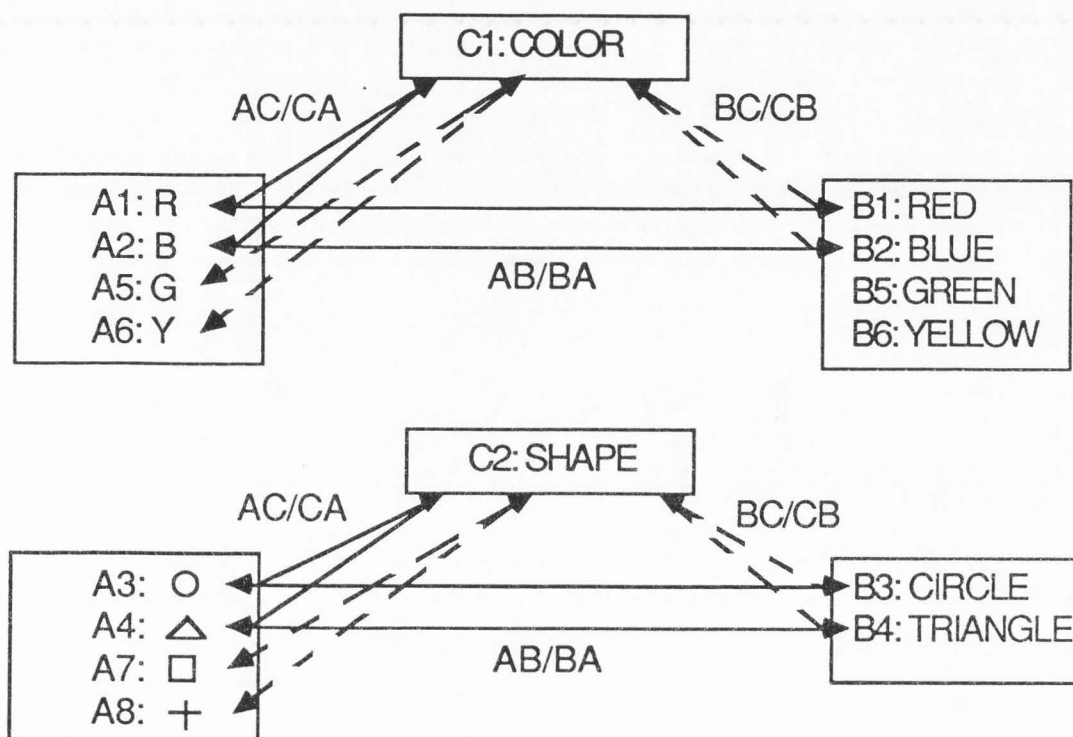 C1: COLOR
AC/CA
BC/CB
A1: R
A2: B
A5: G
A6: Y
AB/BA
B1: RED
B2: BLUE
B5: GREEN
B6: YELLOW
C2: SHAPE
AC/CA
BC/CB
A3:
A4:
A7:
A8:
AB/BA
B3: CIRCLE
B4: TRIANGLE